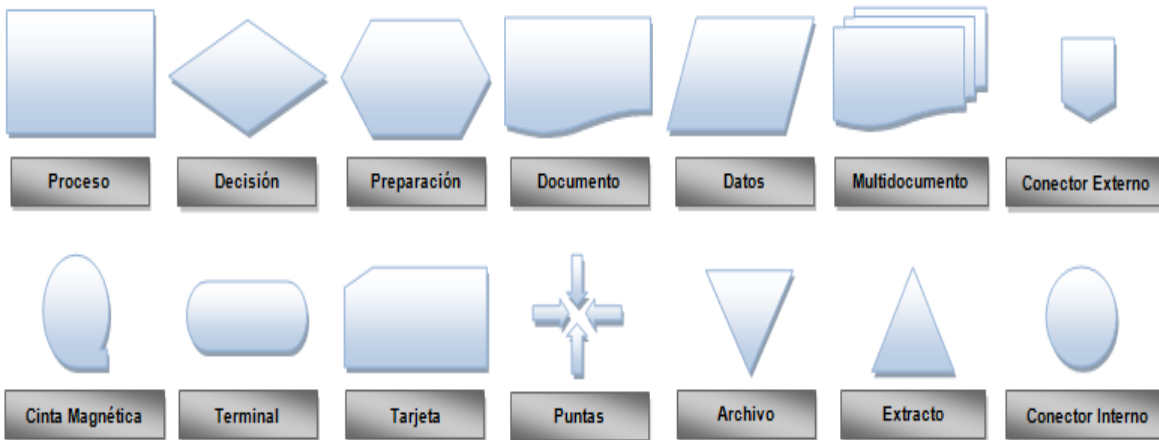 Proceso
Decisión
Preparación
Documento
Datos
Multidocumento
Conector Externo
Cinta Magnética
Terminal
Tarjeta
Puntas
Archivo
Extracto
Conector Interno